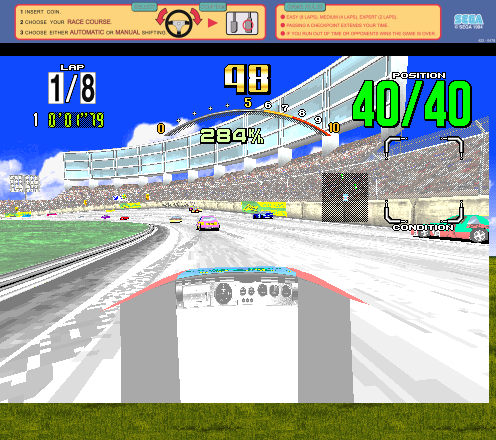 1 INSERT COIN.
2 CHOOSE YOUR RACE COURSE.
3 CHOOSE EITHER AUTOMATIC OR MANUAL SHIFTING
EASY (8 LAPS), MEDIUM (4 LAPS), EXPERT (2 LAPS).
PASSING A CHECKPOINT EXTENDS YOUR TIME.
IF YOU RUN OUT OF TIME OR OPPONENTS WIN THE GAME IS OVER.
SEGA
© SEGA 1994
LAP
1/8
1 0'01"79
48
0 5 6 7 8 9 10
284%
POSITION
40/40
CONDITION